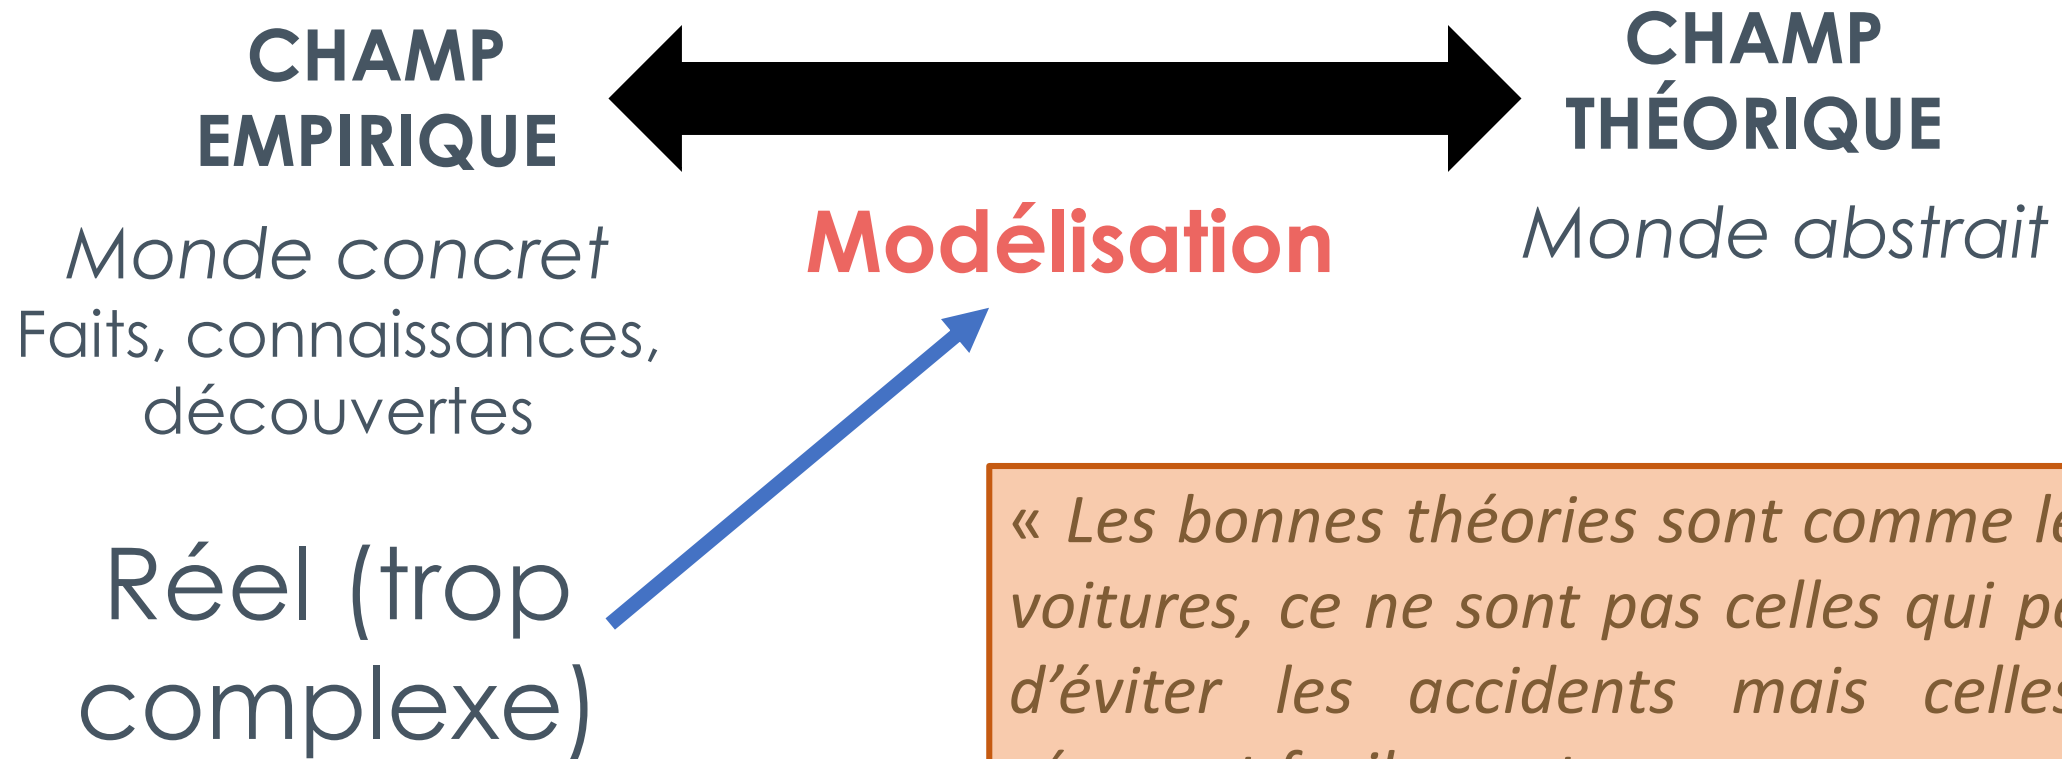 CHAMP
EMPIRIQUE
Monde concret
Faits, connaissances,
découvertes
Réel (trop
complexe)
Modélisation
CHAMP
THÉORIQUE
Monde abstrait
« Les bonnes théories sont comme
voitures, ce ne sont pas celles qui
d’éviter les accidents mais celles